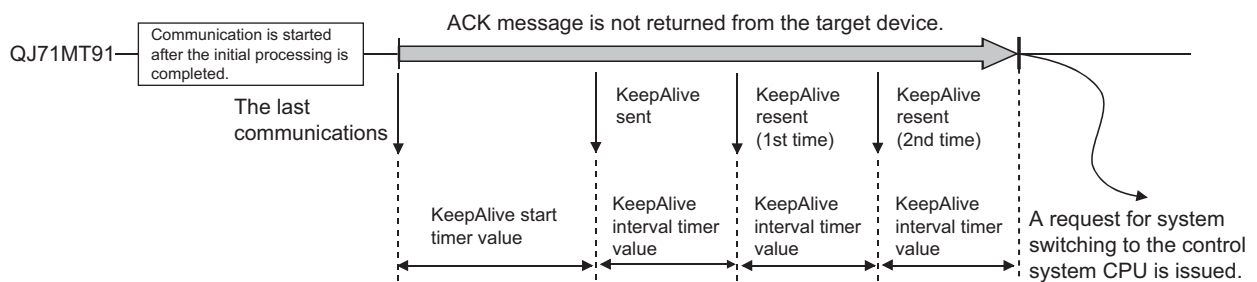 ACK message is not returned from the target device.
QJ71MT91
Communication is started
after the initial processing is
completed.
The last
communications
KeepAlive
sent
KeepAlive
resent
(1st time)
KeepAlive
resent
(2nd time)
KeepAlive start
timer value
KeepAlive
interval timer
value
KeepAlive
interval timer
value
KeepAlive
interval timer
value
A request for system
switching to the control
system CPU is issued.